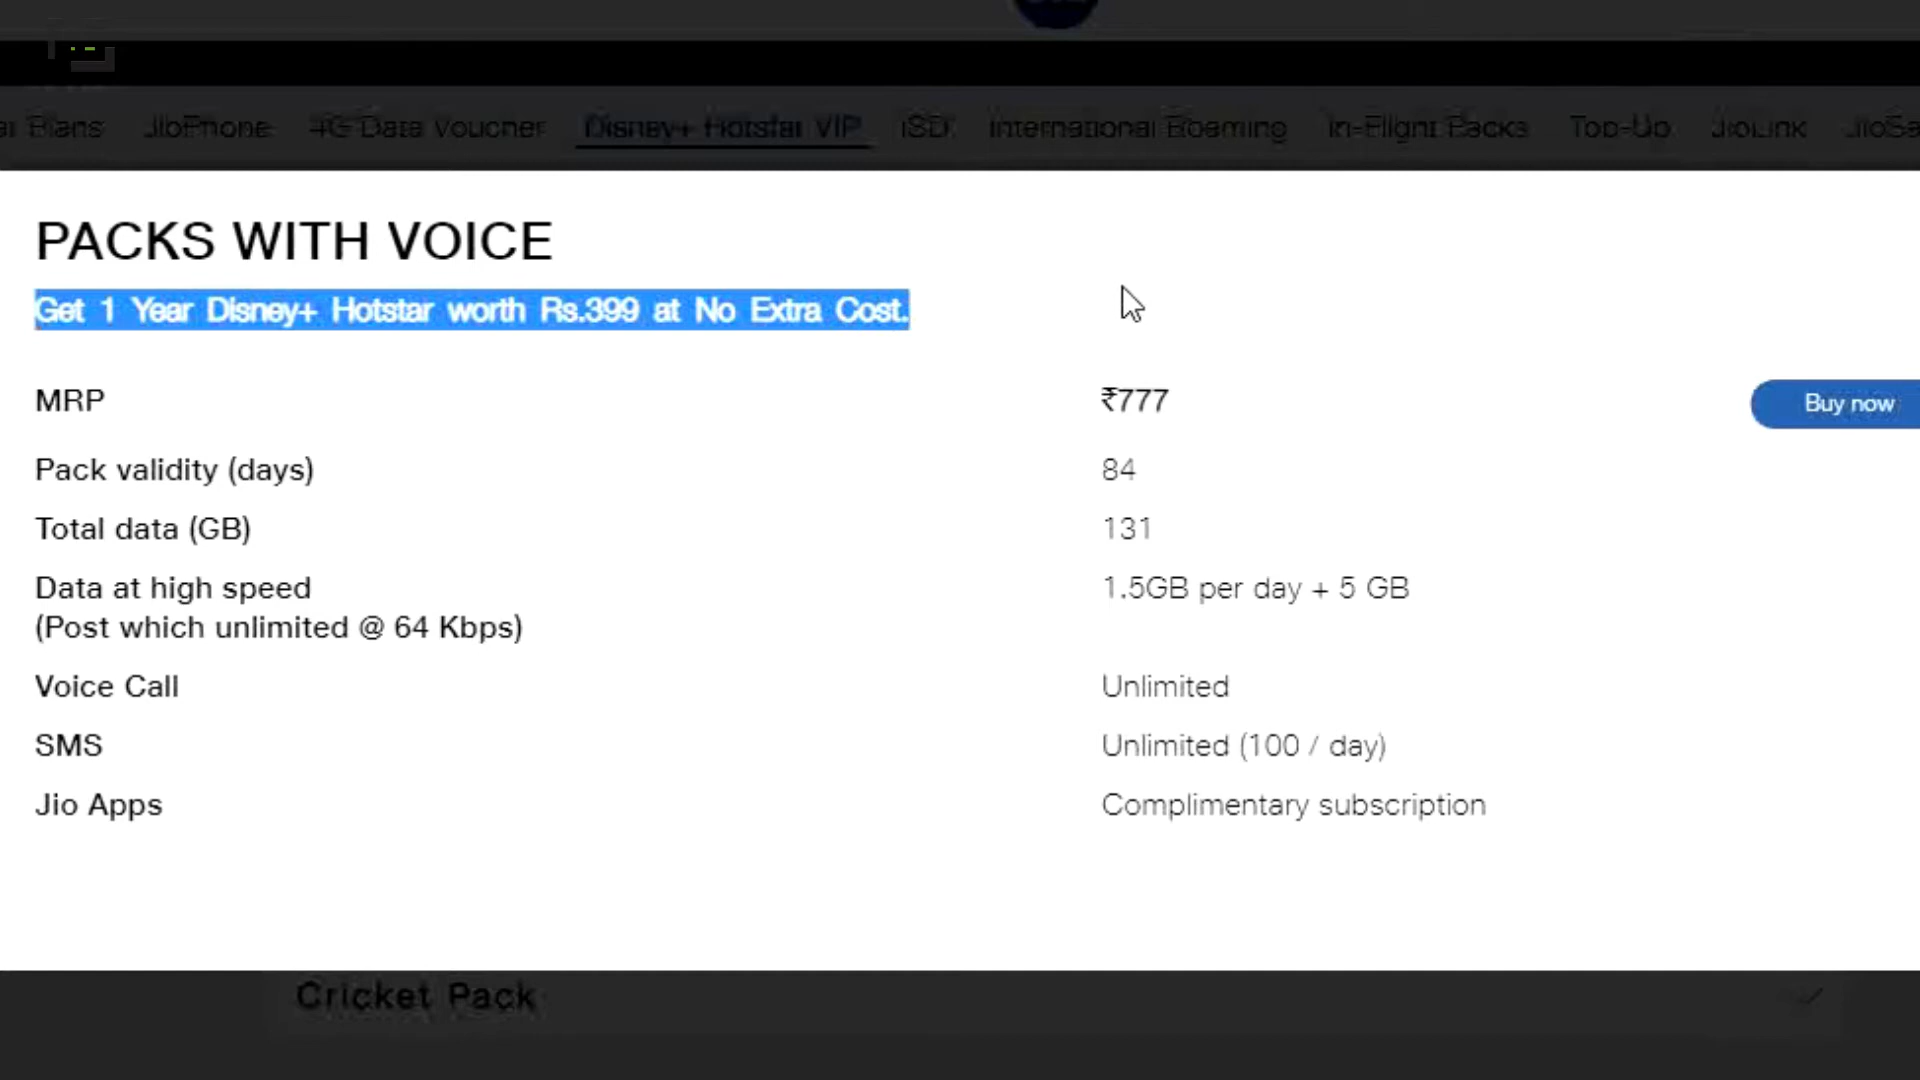 Plans JioPhone 4G Data Voucher Disney+ Hotstar VIP ISD International Roaming In-Flight Packs Top-Up JioLink
PACKS WITH VOICE
Get 1 Year Disney+ Hotstar worth Rs.399 at No Extra Cost.
MRP ₹777 Buy now
Pack validity (days) 84
Total data (GB) 131
Data at high speed 1.5GB per day + 5 GB
(Post which unlimited @ 64 Kbps)
Voice Call Unlimited
SMS Unlimited (100 / day)
Jio Apps Complimentary subscription
Cricket Pack